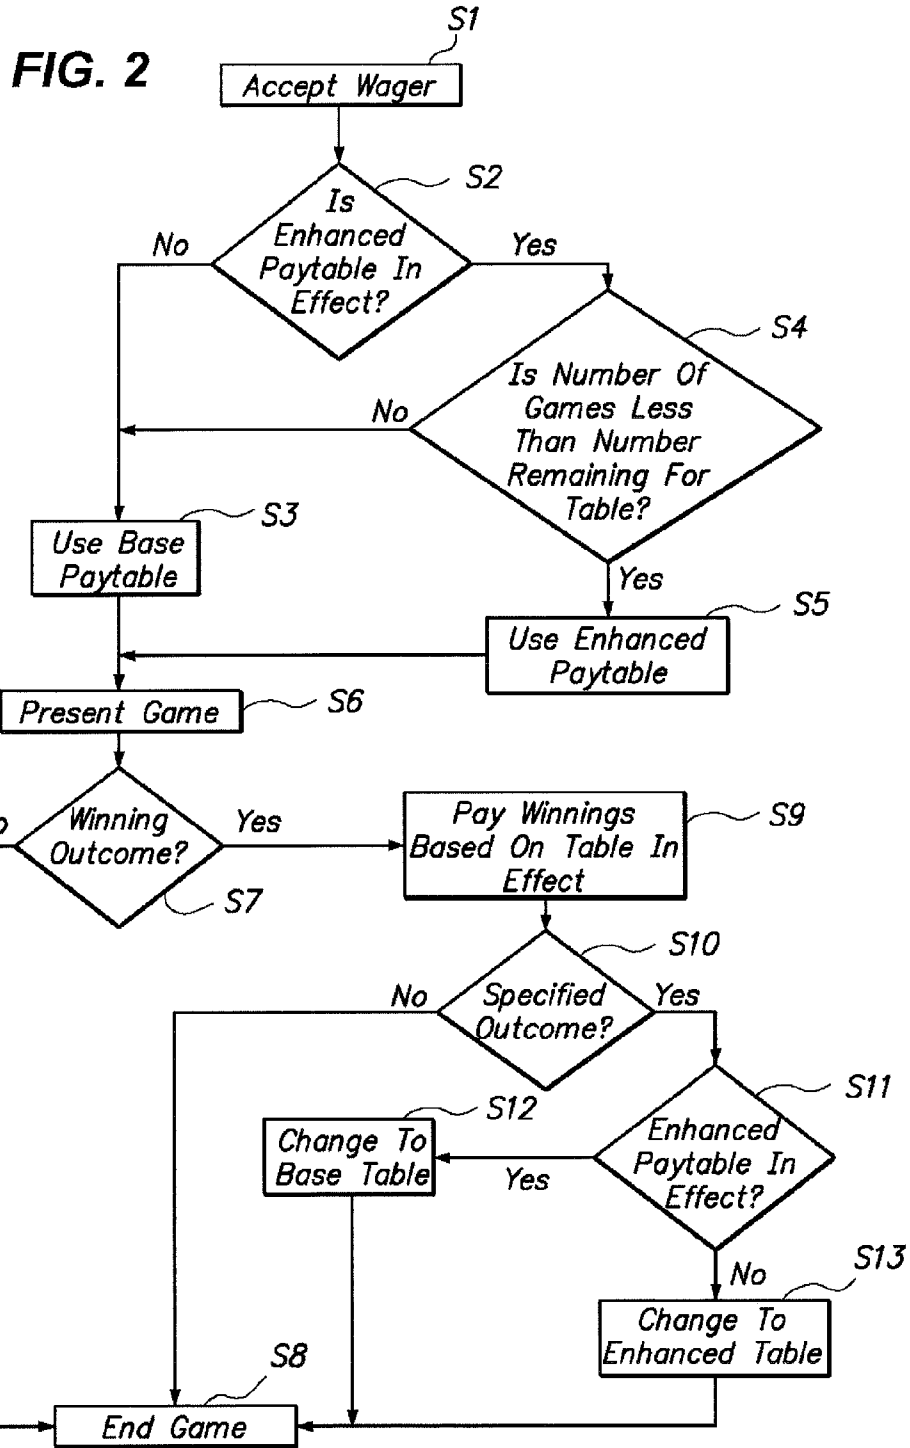 FIG. 2
S1
Accept Wager
S2
Is
Enhanced
Paytable In
Effect?
No
Yes
S4
Is Number Of
Games Less
Than Number
Remaining For
Table?
No
Yes
S3
Use Base
Paytable
S5
Use Enhanced
Paytable
S6
Present Game
Winning
Outcome?
Yes
S7
S9
Pay Winnings
Based On Table In
Effect
S10
Specified
Outcome?
No
Yes
S11
Enhanced
Paytable In
Effect?
S12
Change To
Base Table
Yes
No
S13
Change To
Enhanced Table
S8
End Game